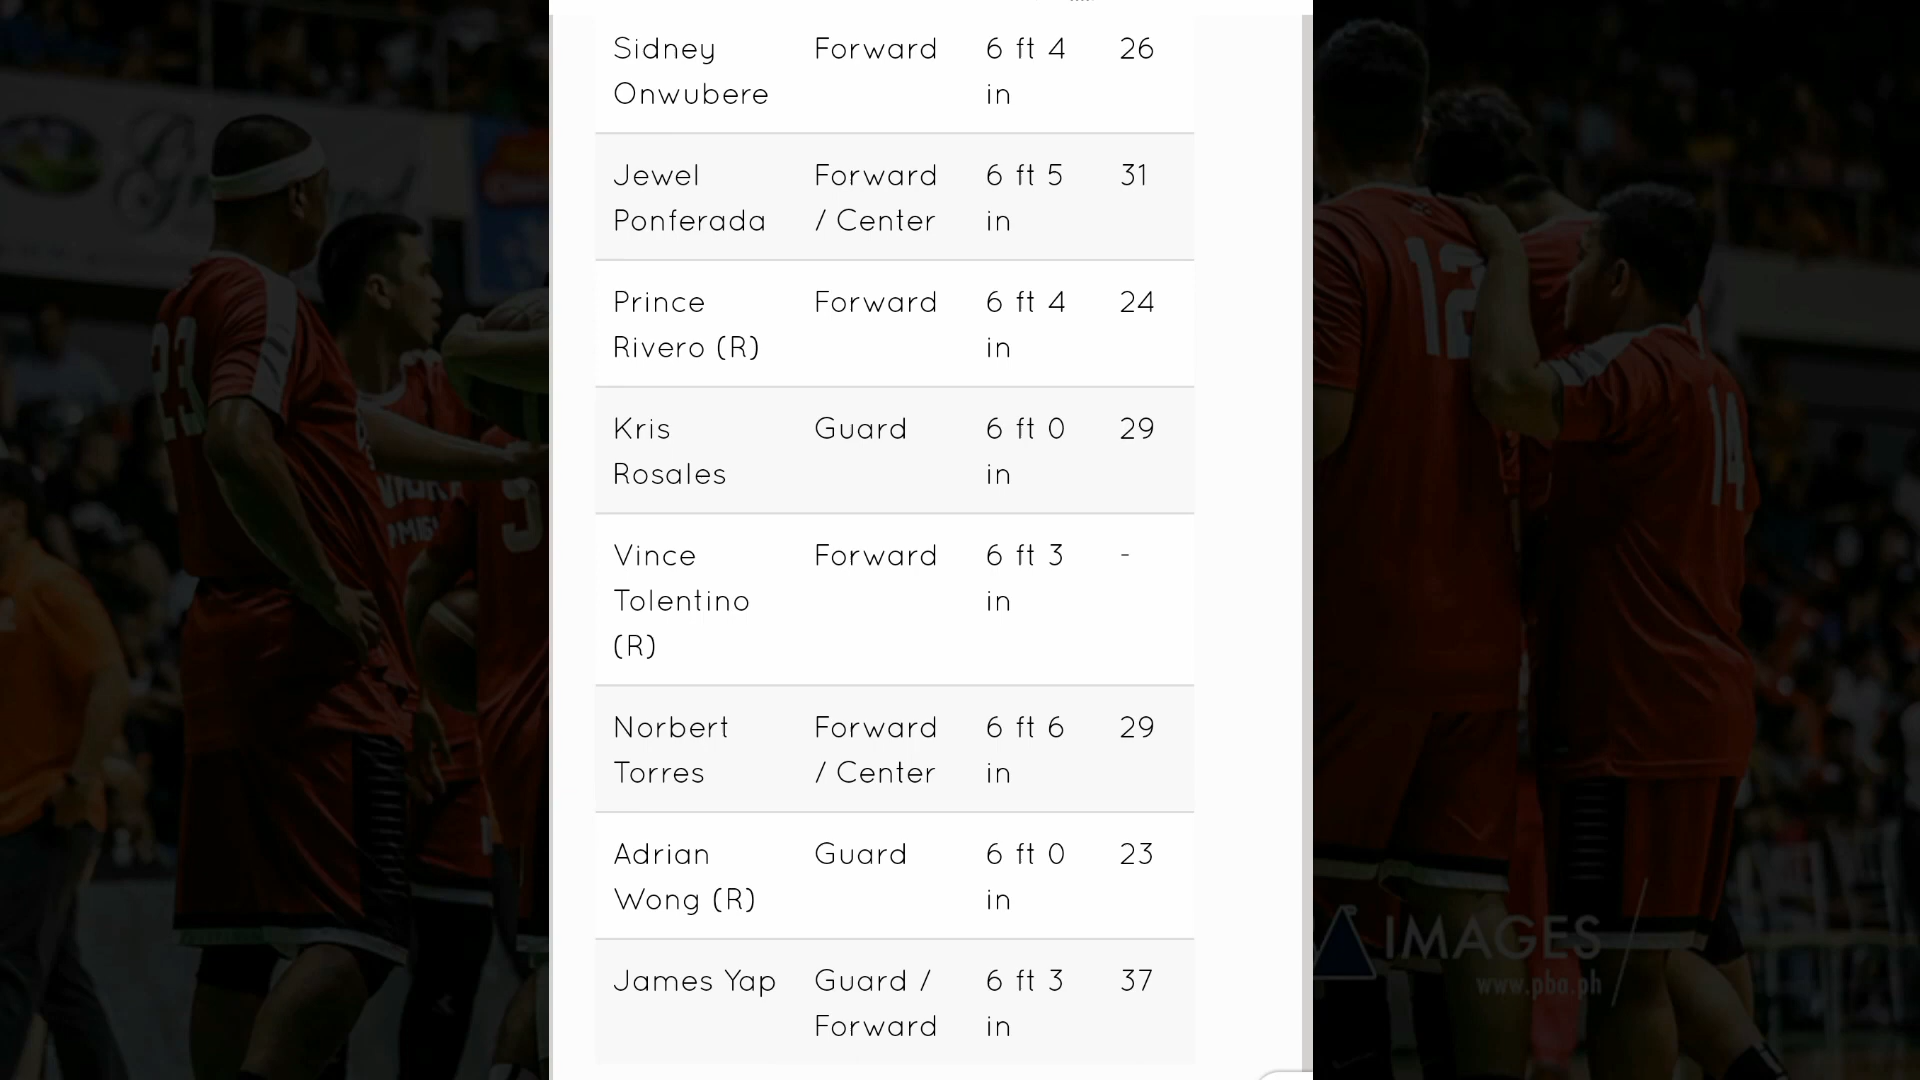 Sidney Forward 6 ft 4 26
Onwubere in
Jewel Forward 6 ft 5 31
Ponferada / Center in
Prince Forward 6 ft 4 24
Rivero (R) in
Kris Guard 6 ft 0 29
Rosales in
Vince Forward 6 ft 3 -
Tolentino in
(R)
Norbert Forward 6 ft 6 29
Torres / Center in
Adrian Guard 6 ft 0 23
Wong (R) in
James Yap Guard / 6 ft 3 37
Forward in
23
12
14
IMAGES
www.pba.ph